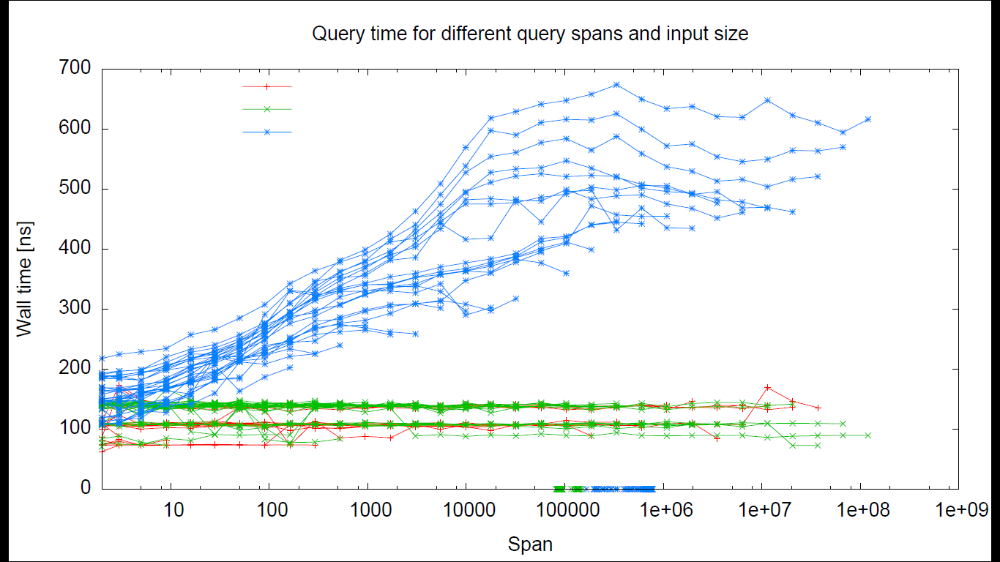 Query time for different query spans and input size
700
600
500
400
300
200
100
0
Wall time [ns]
10 100 1000 10000 100000 1e+06 1e+07 1e+08 1e+09
Span